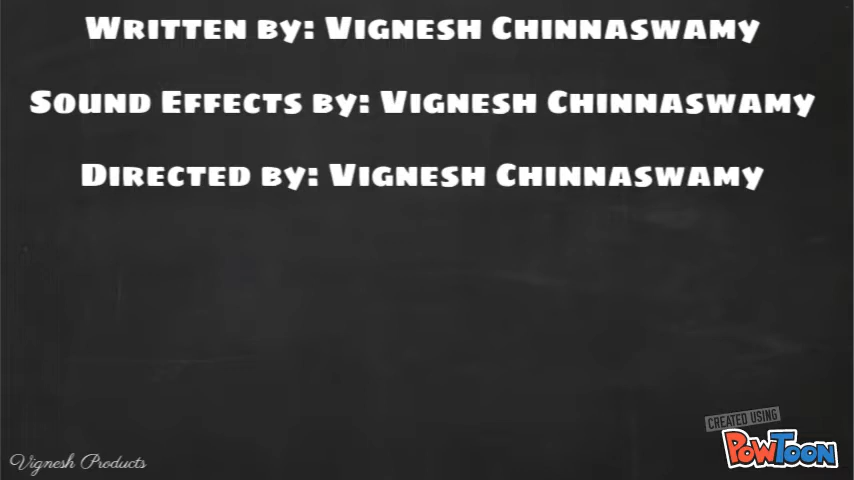 Written by: Vignesh Chinnaswamy
Sound Effects by: Vignesh Chinnaswamy
Directed by: Vignesh Chinnaswamy
CREATED USING
PowToon
Vignesh Products